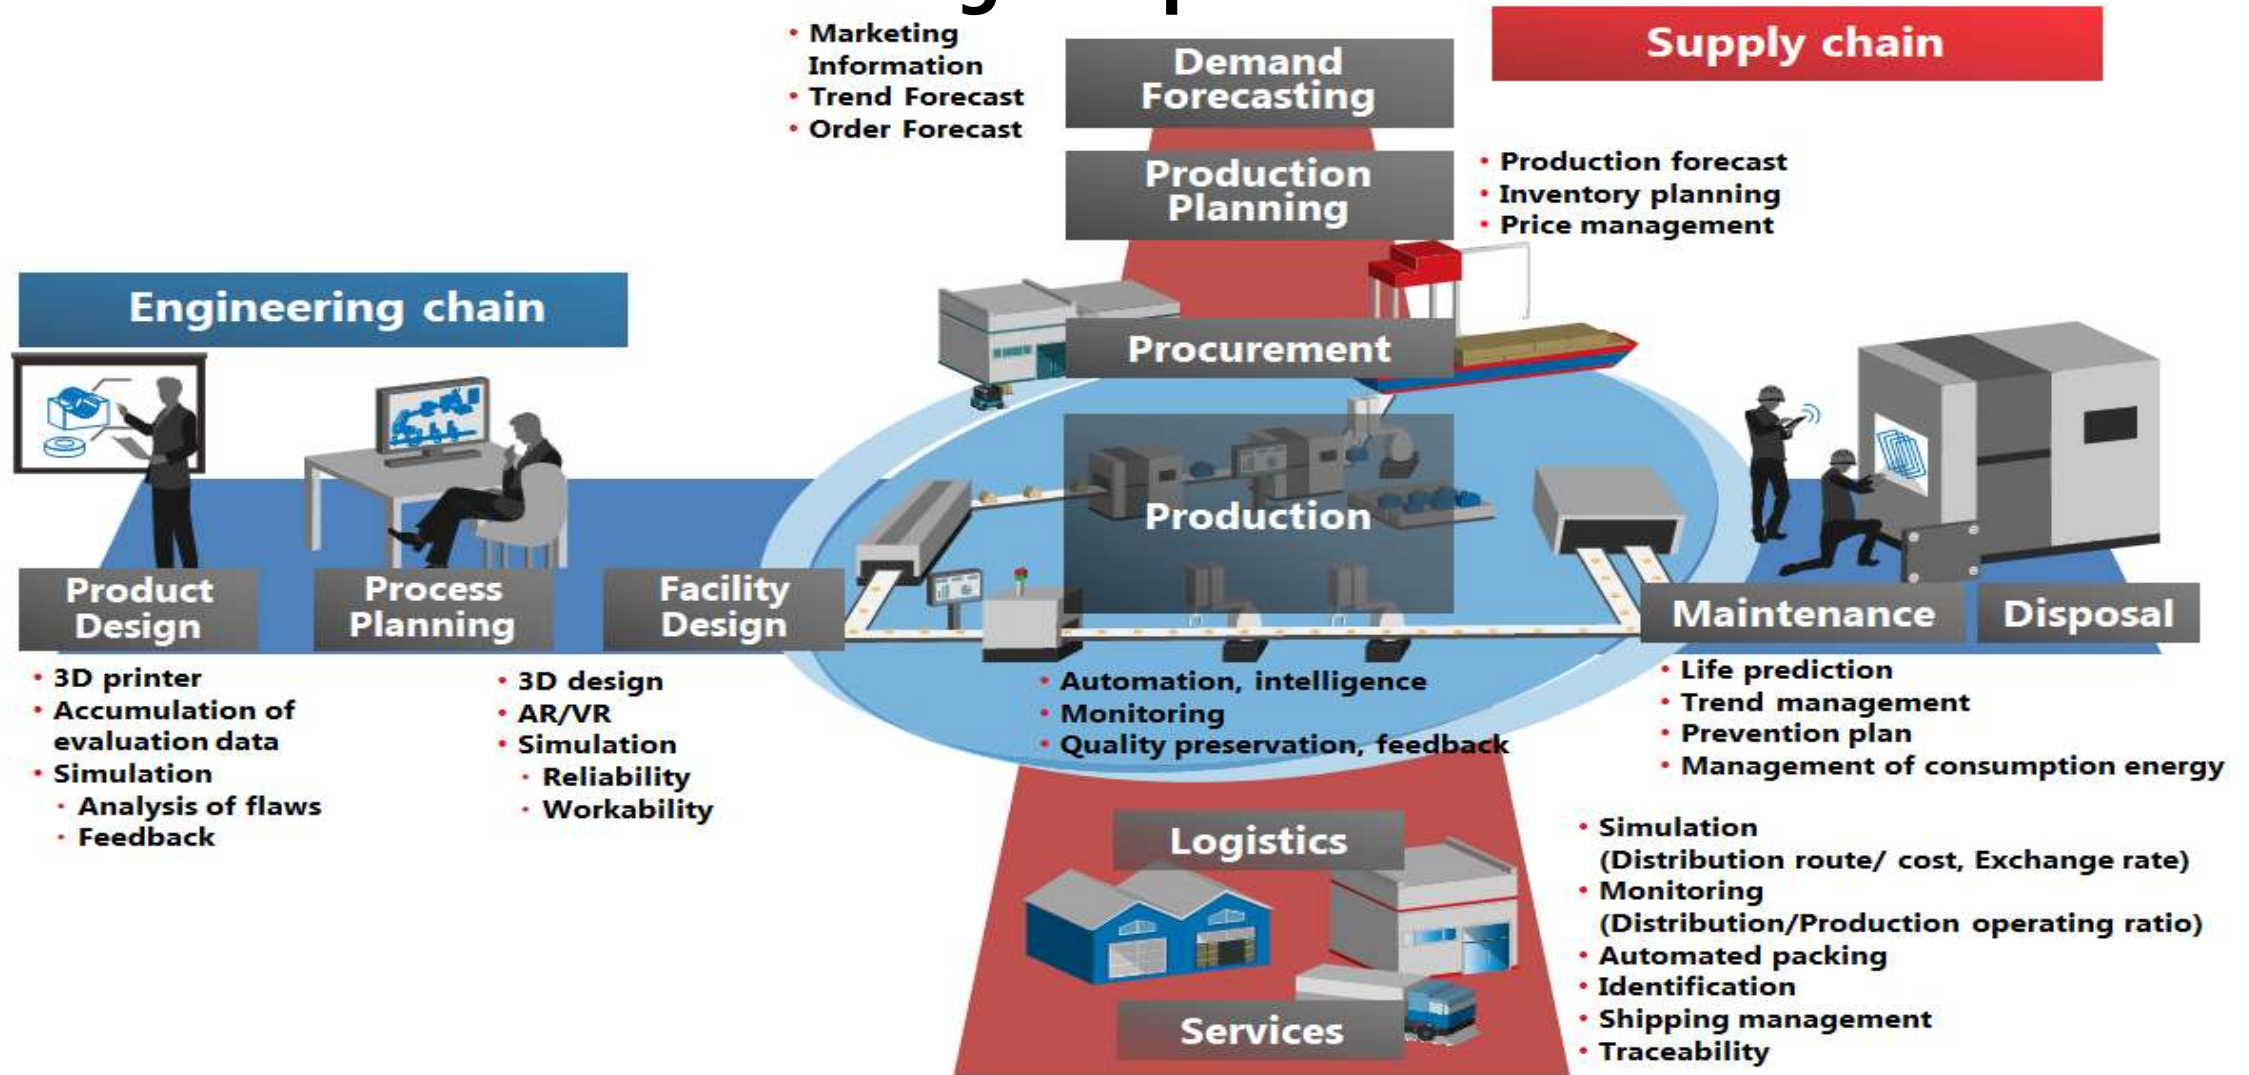 • Marketing
Information
• Trend Forecast
• Order Forecast
Demand
Forecasting
Supply chain
Production
Planning
• Production forecast
• Inventory planning
• Price management
Engineering chain
Procurement
Production
Product
Design
Process
Planning
Facility
Design
Maintenance
Disposal
• 3D printer
• Accumulation of
evaluation data
• Simulation
· Analysis of flaws
· Feedback
• 3D design
• AR/VR
• Simulation
· Reliability
· Workability
• Automation, intelligence
• Monitoring
• Quality preservation, feedback
• Life prediction
• Trend management
• Prevention plan
• Management of consumption energy
Logistics
Services
• Simulation
(Distribution route/ cost, Exchange rate)
• Monitoring
(Distribution/Production operating ratio)
• Automated packing
• Identification
• Shipping management
• Traceability